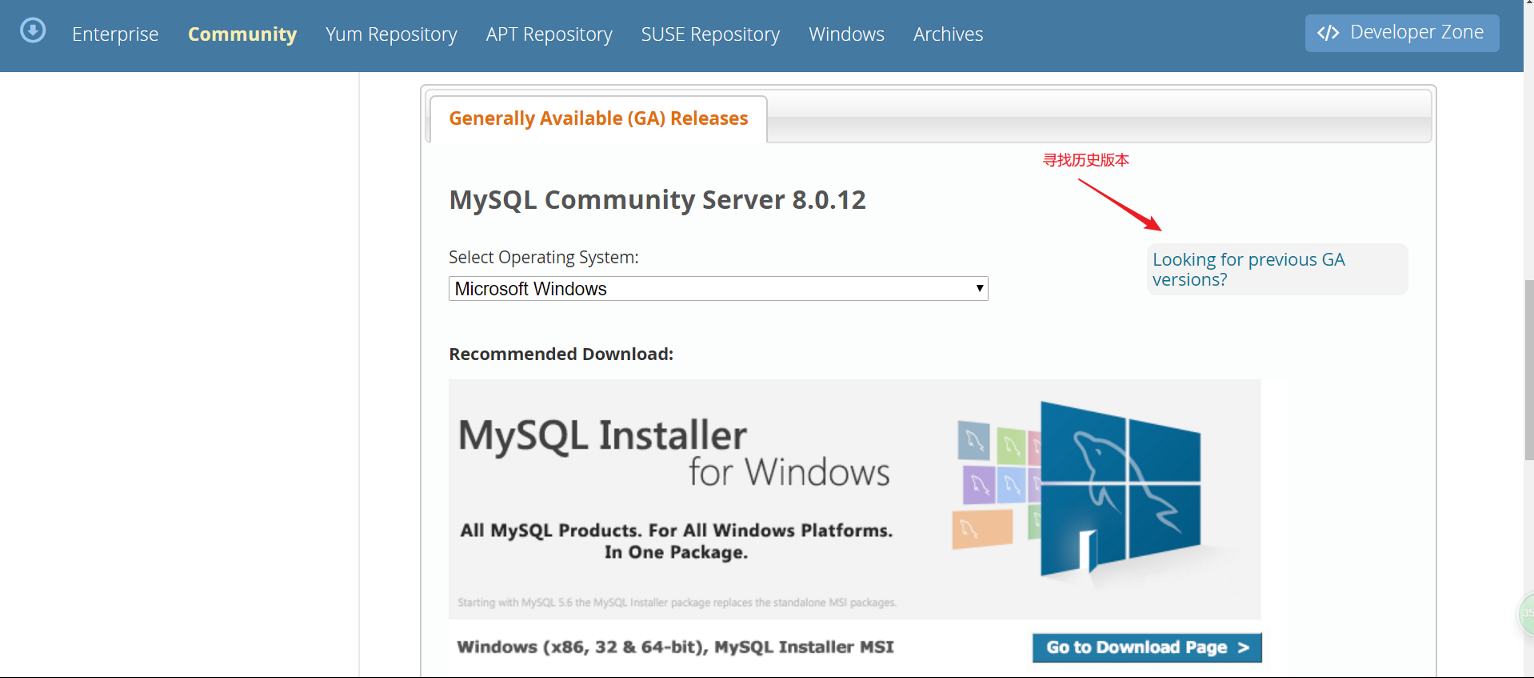 Enterprise Community Yum Repository APT Repository SUSE Repository Windows Archives </> Developer Zone
Generally Available (GA) Releases
寻找历史版本
MySQL Community Server 8.0.12
Select Operating System:
Looking for previous GA
versions?
Microsoft Windows
Recommended Download:
MySQL Installer
for Windows
All MySQL Products. For All Windows Platforms.
In One Package.
Starting with MySQL 5.6 the MySQL Installer package replaces the standalone MSI packages.
Windows (x86, 32 & 64-bit), MySQL Installer MSI
Go to Download Page >